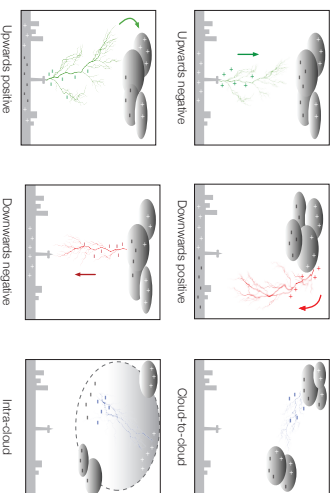 Upwards negative
Downwards positive
Cloud-to-cloud
Upwards positive
Downwards negative
Intra-cloud